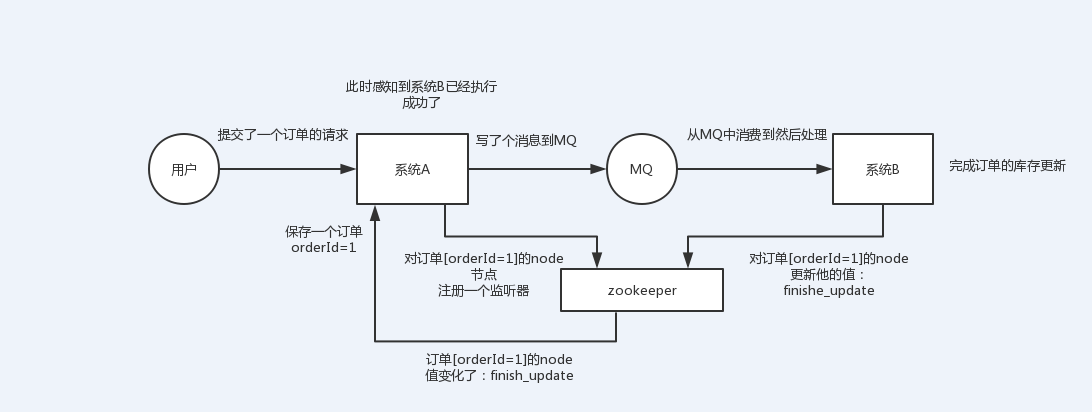 此时感知到系统B已经执行
成功了
提交了一个订单的请求
写了个消息到MQ
从MQ中消费到然后处理
用户
系统A
MQ
系统B
完成订单的库存更新
保存一个订单
orderId=1
对订单[orderId=1]的node
节点
注册一个监听器
对订单[orderId=1]的node
更新他的值：
finishe_update
zookeeper
订单[orderId=1]的node
值变化了：finish_update